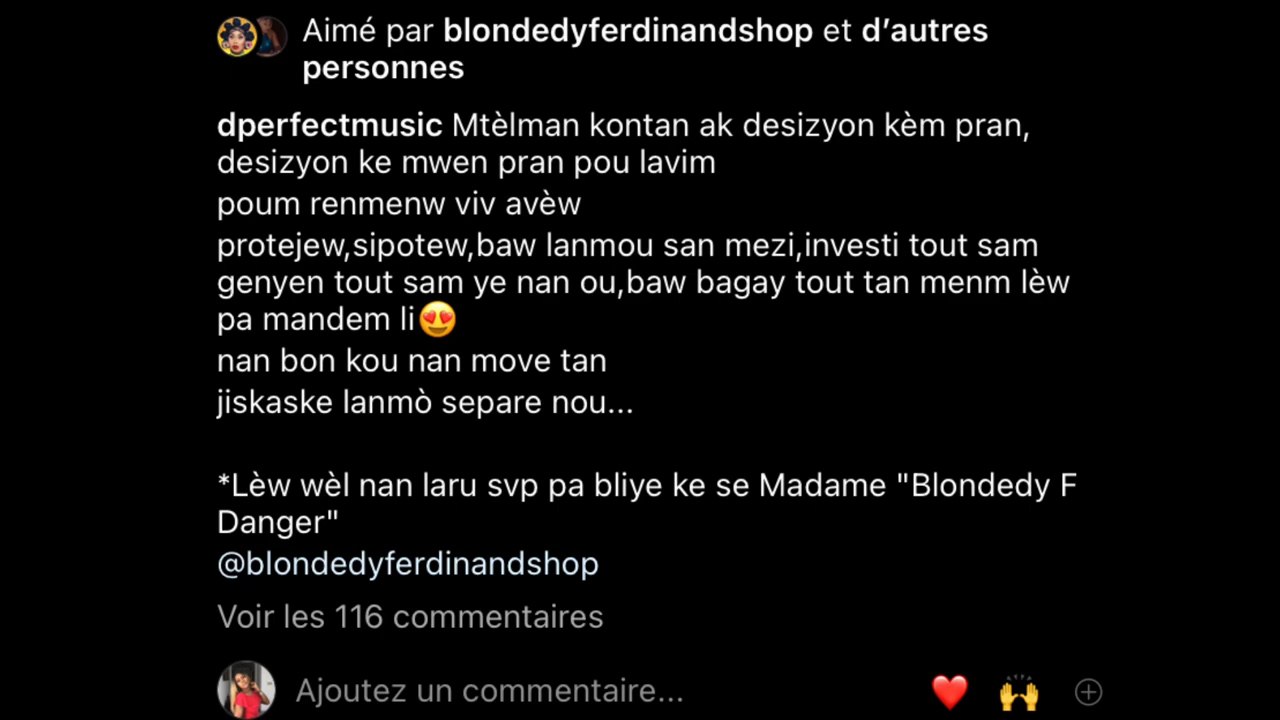 Aimé par blondedyferdinandshop et d’autres
personnes
dperfectmusic Mtèlman kontan ak desizyon kèm pran,
desizyon ke mwen pran pou lavim
poum renmenw viv avèw
protejew,sipotew,baw lanmou san mezi,investi tout sam
genyen tout sam ye nan ou,baw bagay tout tan menm lèw
pa mandem li😍
nan bon kou nan move tan
jiskaske lanmò separe nou...
*Lèw wèl nan laru svp pa bliye ke se Madame "Blondedy F
Danger"
@blondedyferdinandshop
Voir les 116 commentaires
Ajoutez un commentaire... ❤️ 🙌